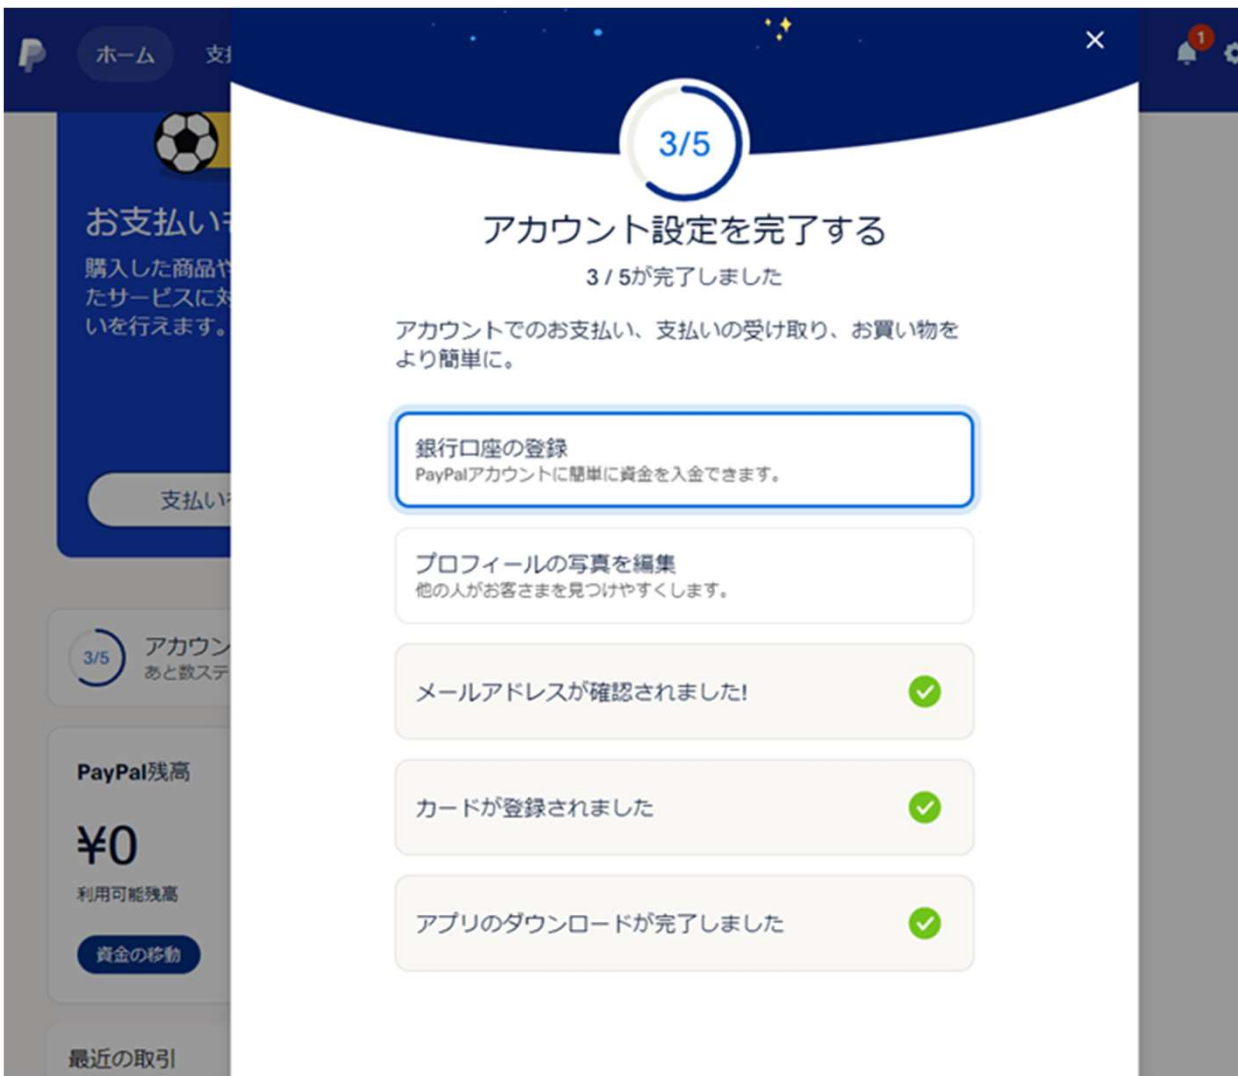 ホーム
支
1
お支払い
購入した商品や
たサービスに対
いを行えます。
支払い
3/5
アカウン
あと数ステ
PayPal残高
¥0
利用可能残高
資金の移動
最近の取引
3/5
アカウント設定を完了する
3 / 5が完了しました
アカウントでのお支払い、支払いの受け取り、お買い物を
より簡単に。
銀行口座の登録
PayPalアカウントに簡単に資金を入金できます。
プロフィールの写真を編集
他の人がお客さまを見つけやすくします。
メールアドレスが確認されました!
カードが登録されました
アプリのダウンロードが完了しました